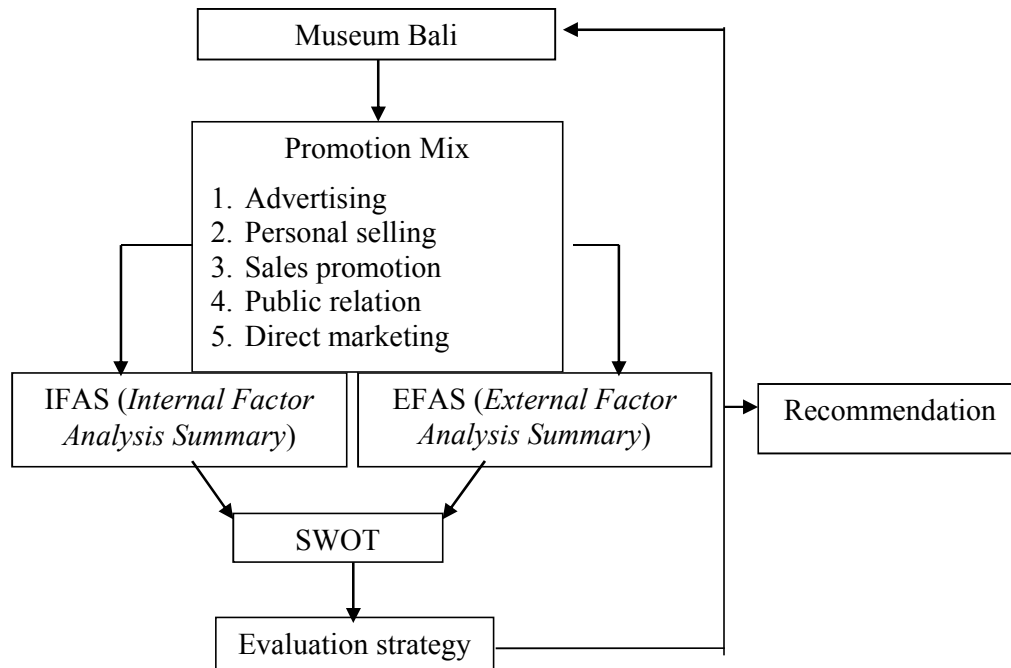 Museum Bali
Promotion Mix
1. Advertising
2. Personal selling
3. Sales promotion
4. Public relation
5. Direct marketing
IFAS (Internal Factor
Analysis Summary)
EFAS (External Factor
Analysis Summary)
Recommendation
SWOT
Evaluation strategy